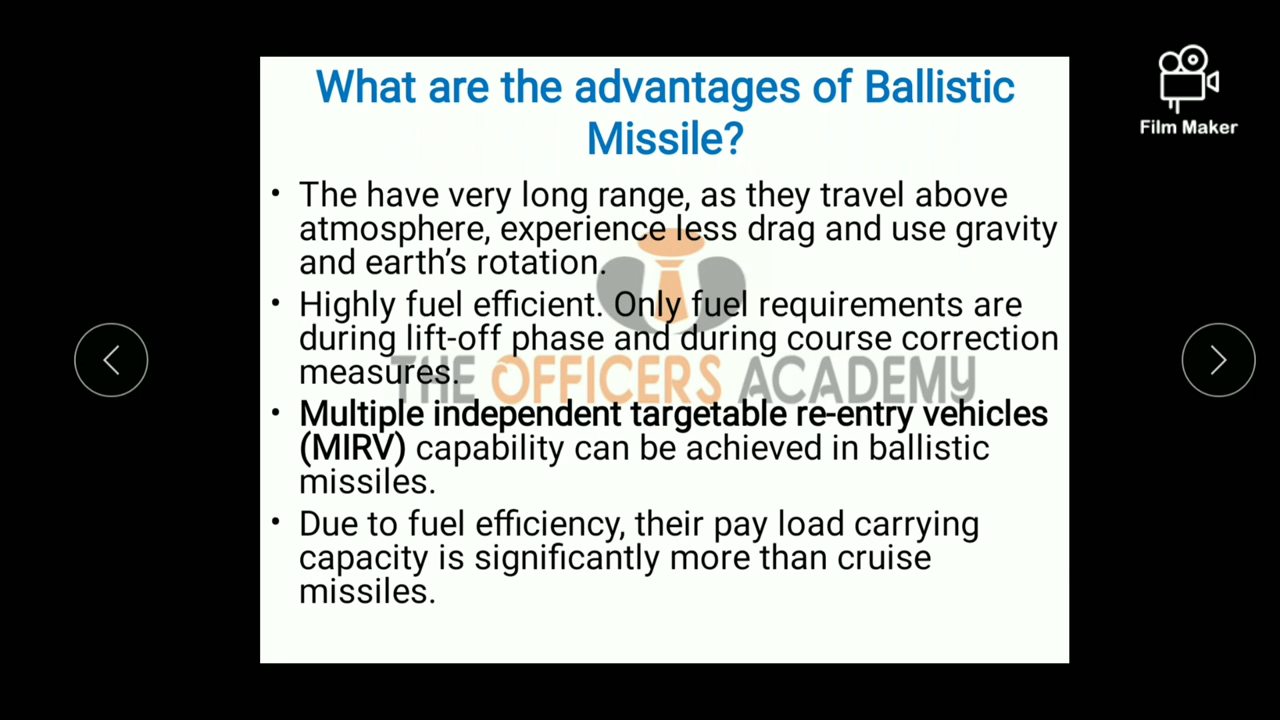 What are the advantages of Ballistic
Missile?
Film Maker
• The have very long range, as they travel above
atmosphere, experience less drag and use gravity
and earth's rotation.
• Highly fuel efficient. Only fuel requirements are
during lift-off phase and during course correction
measures.
THE OFFICERS ACADEMY
• Multiple independent targetable re-entry vehicles
(MIRV) capability can be achieved in ballistic
missiles.
• Due to fuel efficiency, their pay load carrying
capacity is significantly more than cruise
missiles.